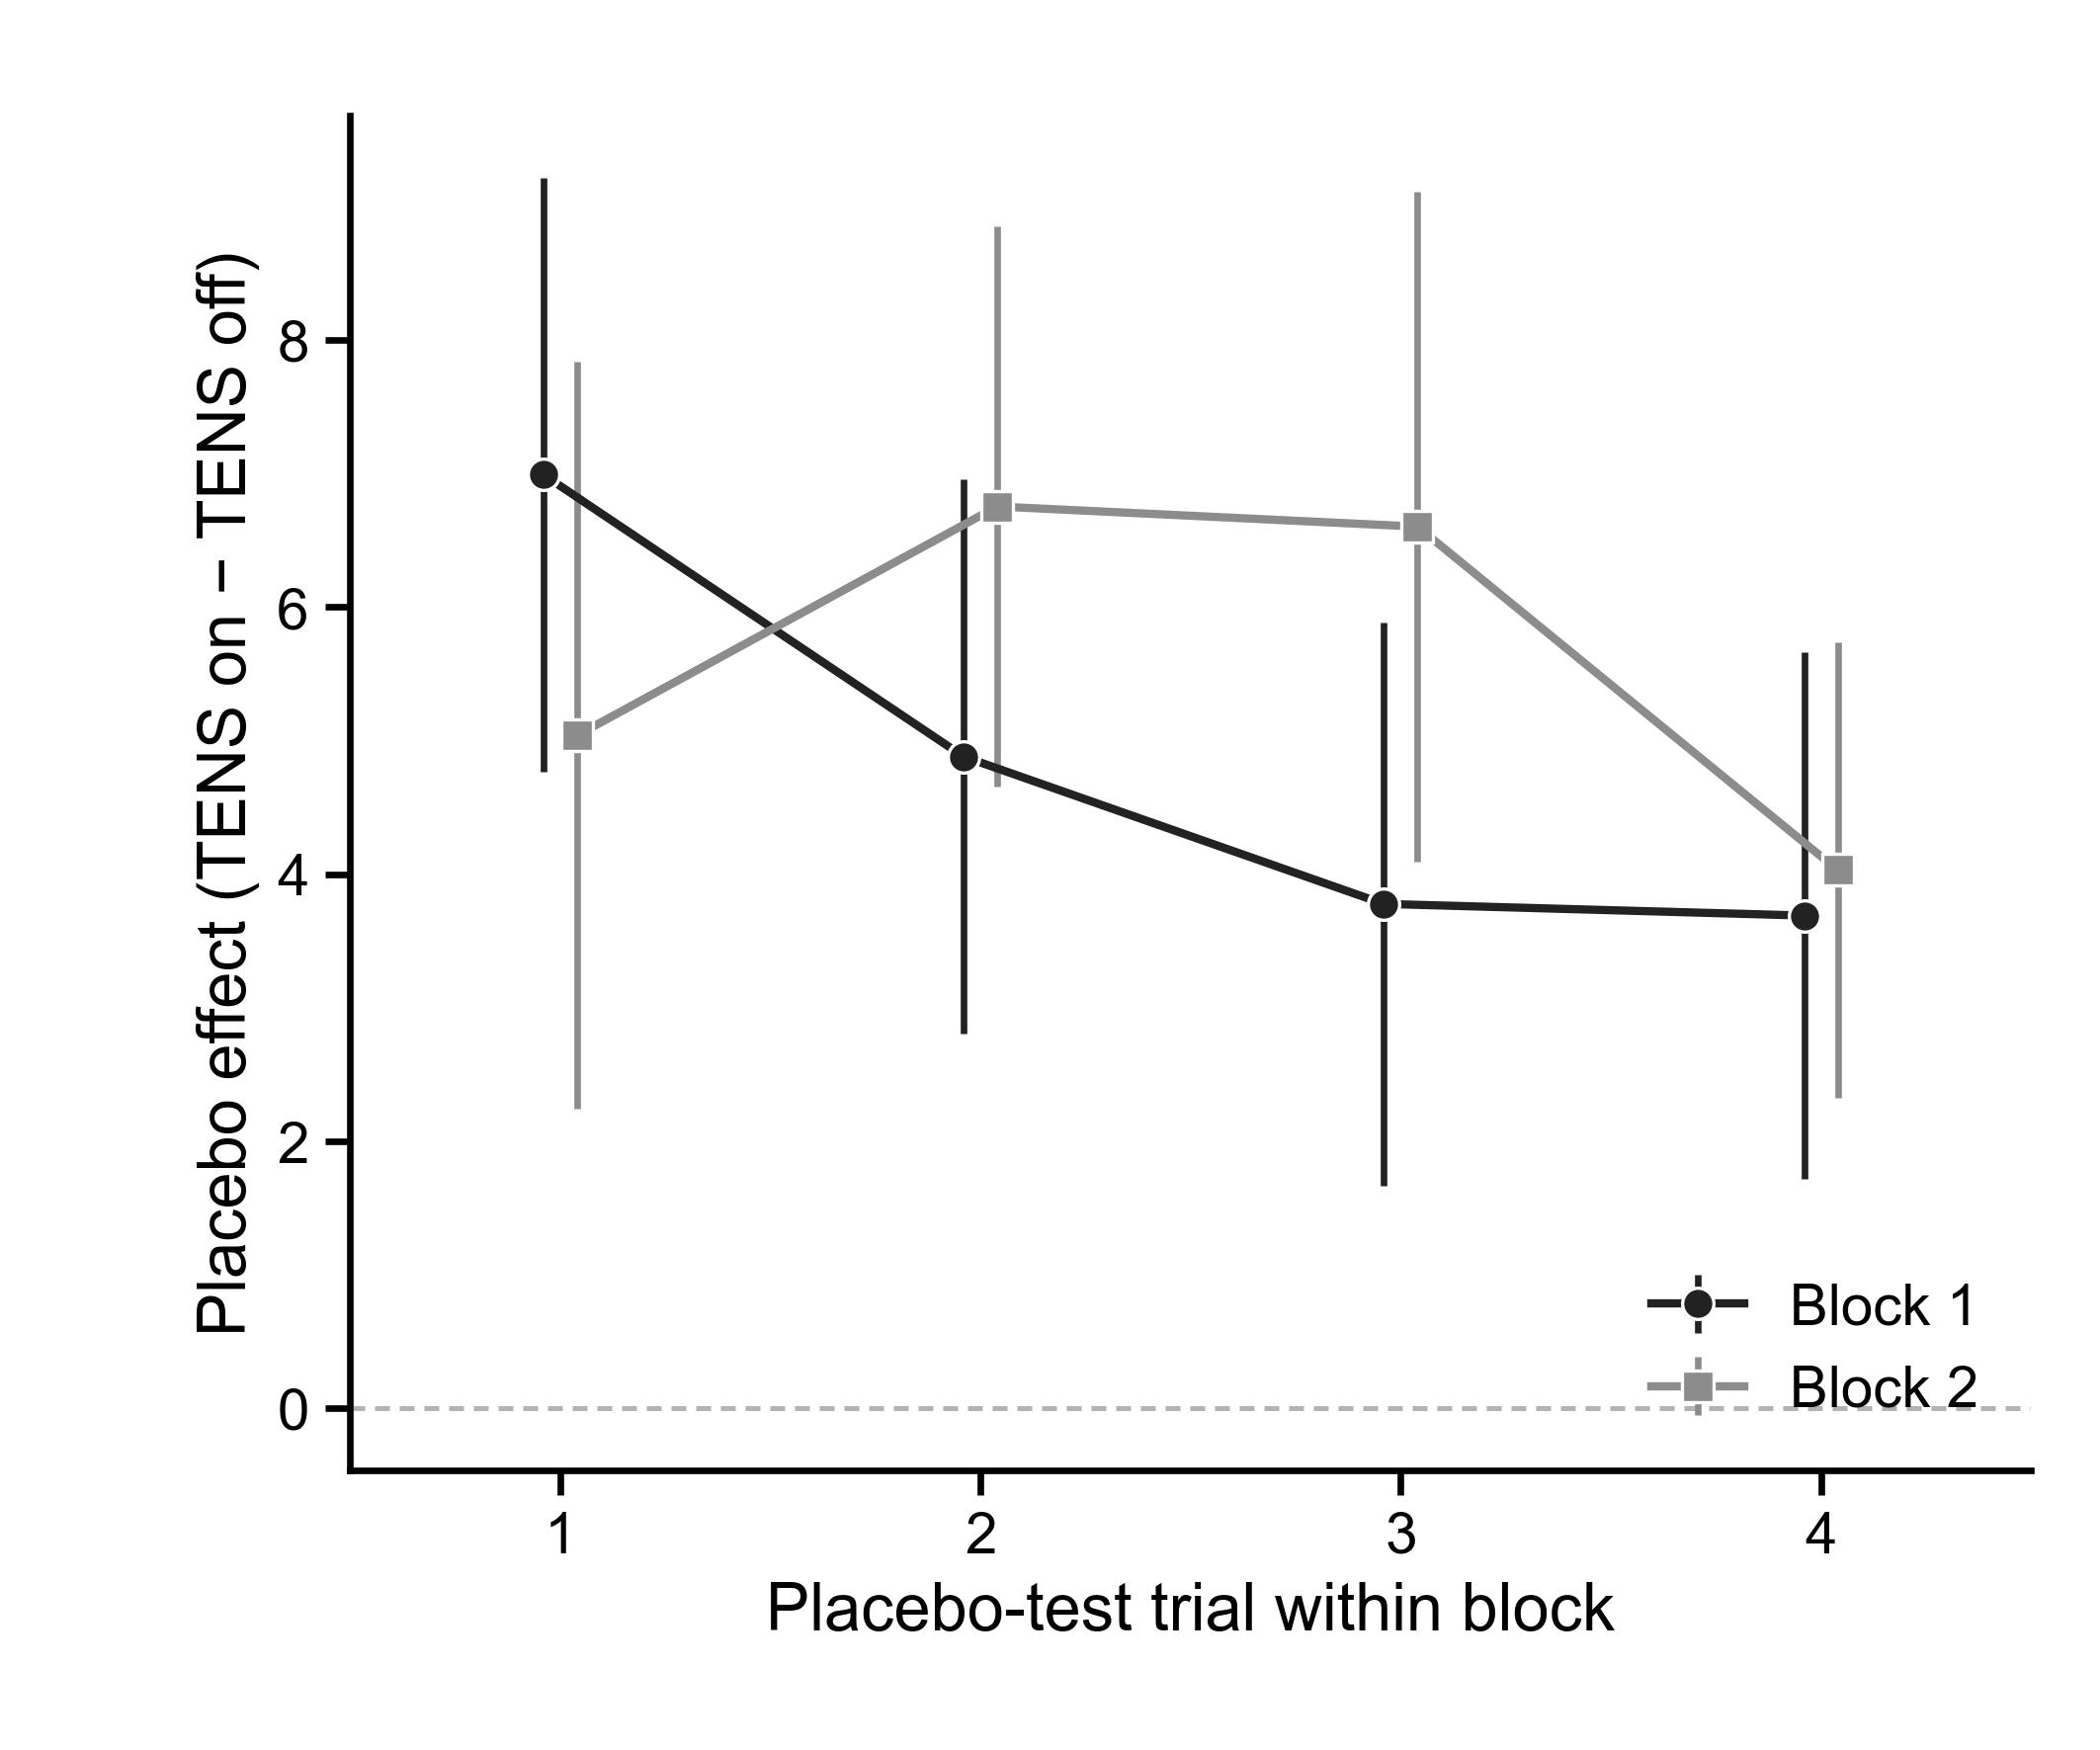 Placebo effect (TENS on − TENS off)
8
6
4
2
0
Block 1
Block 2
1 2 3 4
Placebo-test trial within block